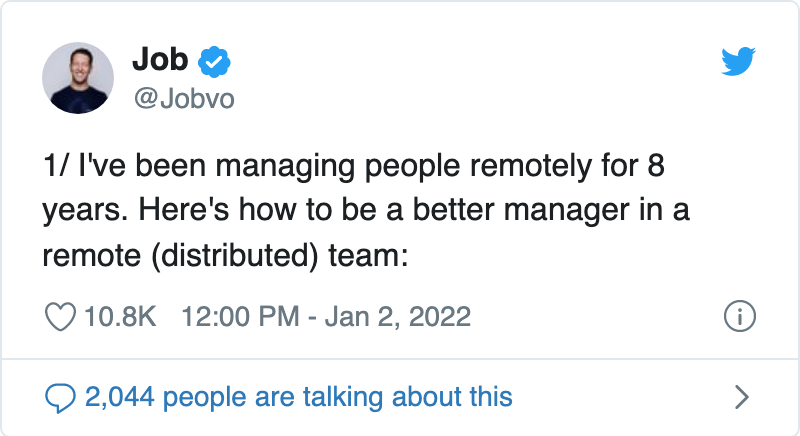 Job
@Jobvo
1/ I've been managing people remotely for 8
years. Here's how to be a better manager in a
remote (distributed) team:
10.8K 12:00 PM - Jan 2, 2022
2,044 people are talking about this